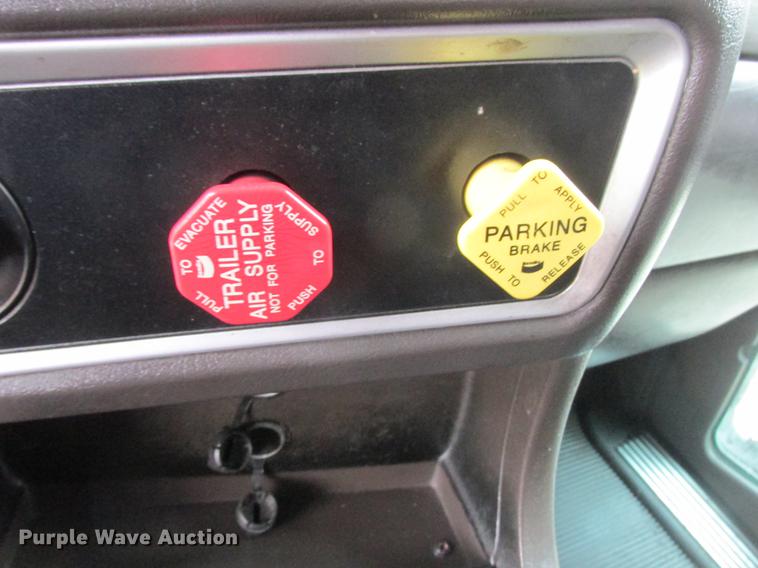 PULL TO EVACUATE
TRAILER
AIR SUPPLY
NOT FOR PARKING
PUSH TO SUPPLY
PULL TO APPLY
PARKING
BRAKE
PUSH TO RELEASE
Purple Wave Auction